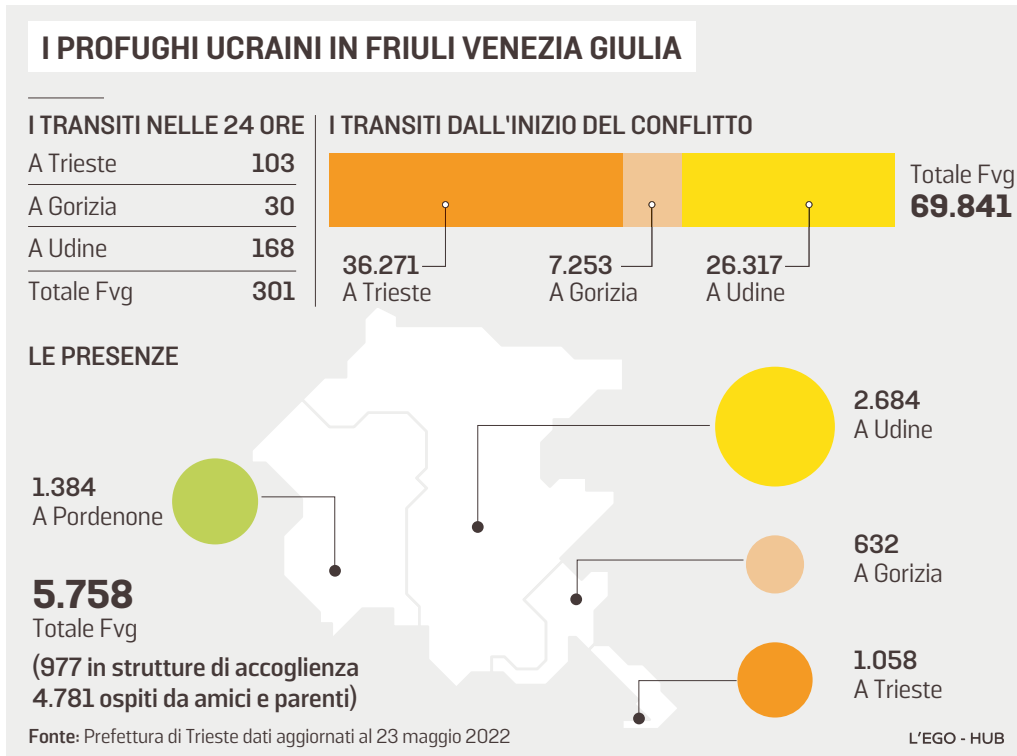 I PROFUGHI UCRAINI IN FRIULI VENEZIA GIULIA
I TRANSITI NELLE 24 ORE
A Trieste 103
A Gorizia 30
A Udine 168
Totale Fvg 301
I TRANSITI DALL'INIZIO DEL CONFLITTO
36.271
A Trieste
7.253
A Gorizia
26.317
A Udine
Totale Fvg
69.841
LE PRESENZE
1.384
A Pordenone
2.684
A Udine
632
A Gorizia
1.058
A Trieste
5.758
Totale Fvg
(977 in strutture di accoglienza
4.781 ospiti da amici e parenti)
Fonte: Prefettura di Trieste dati aggiornati al 23 maggio 2022
L'EGO - HUB